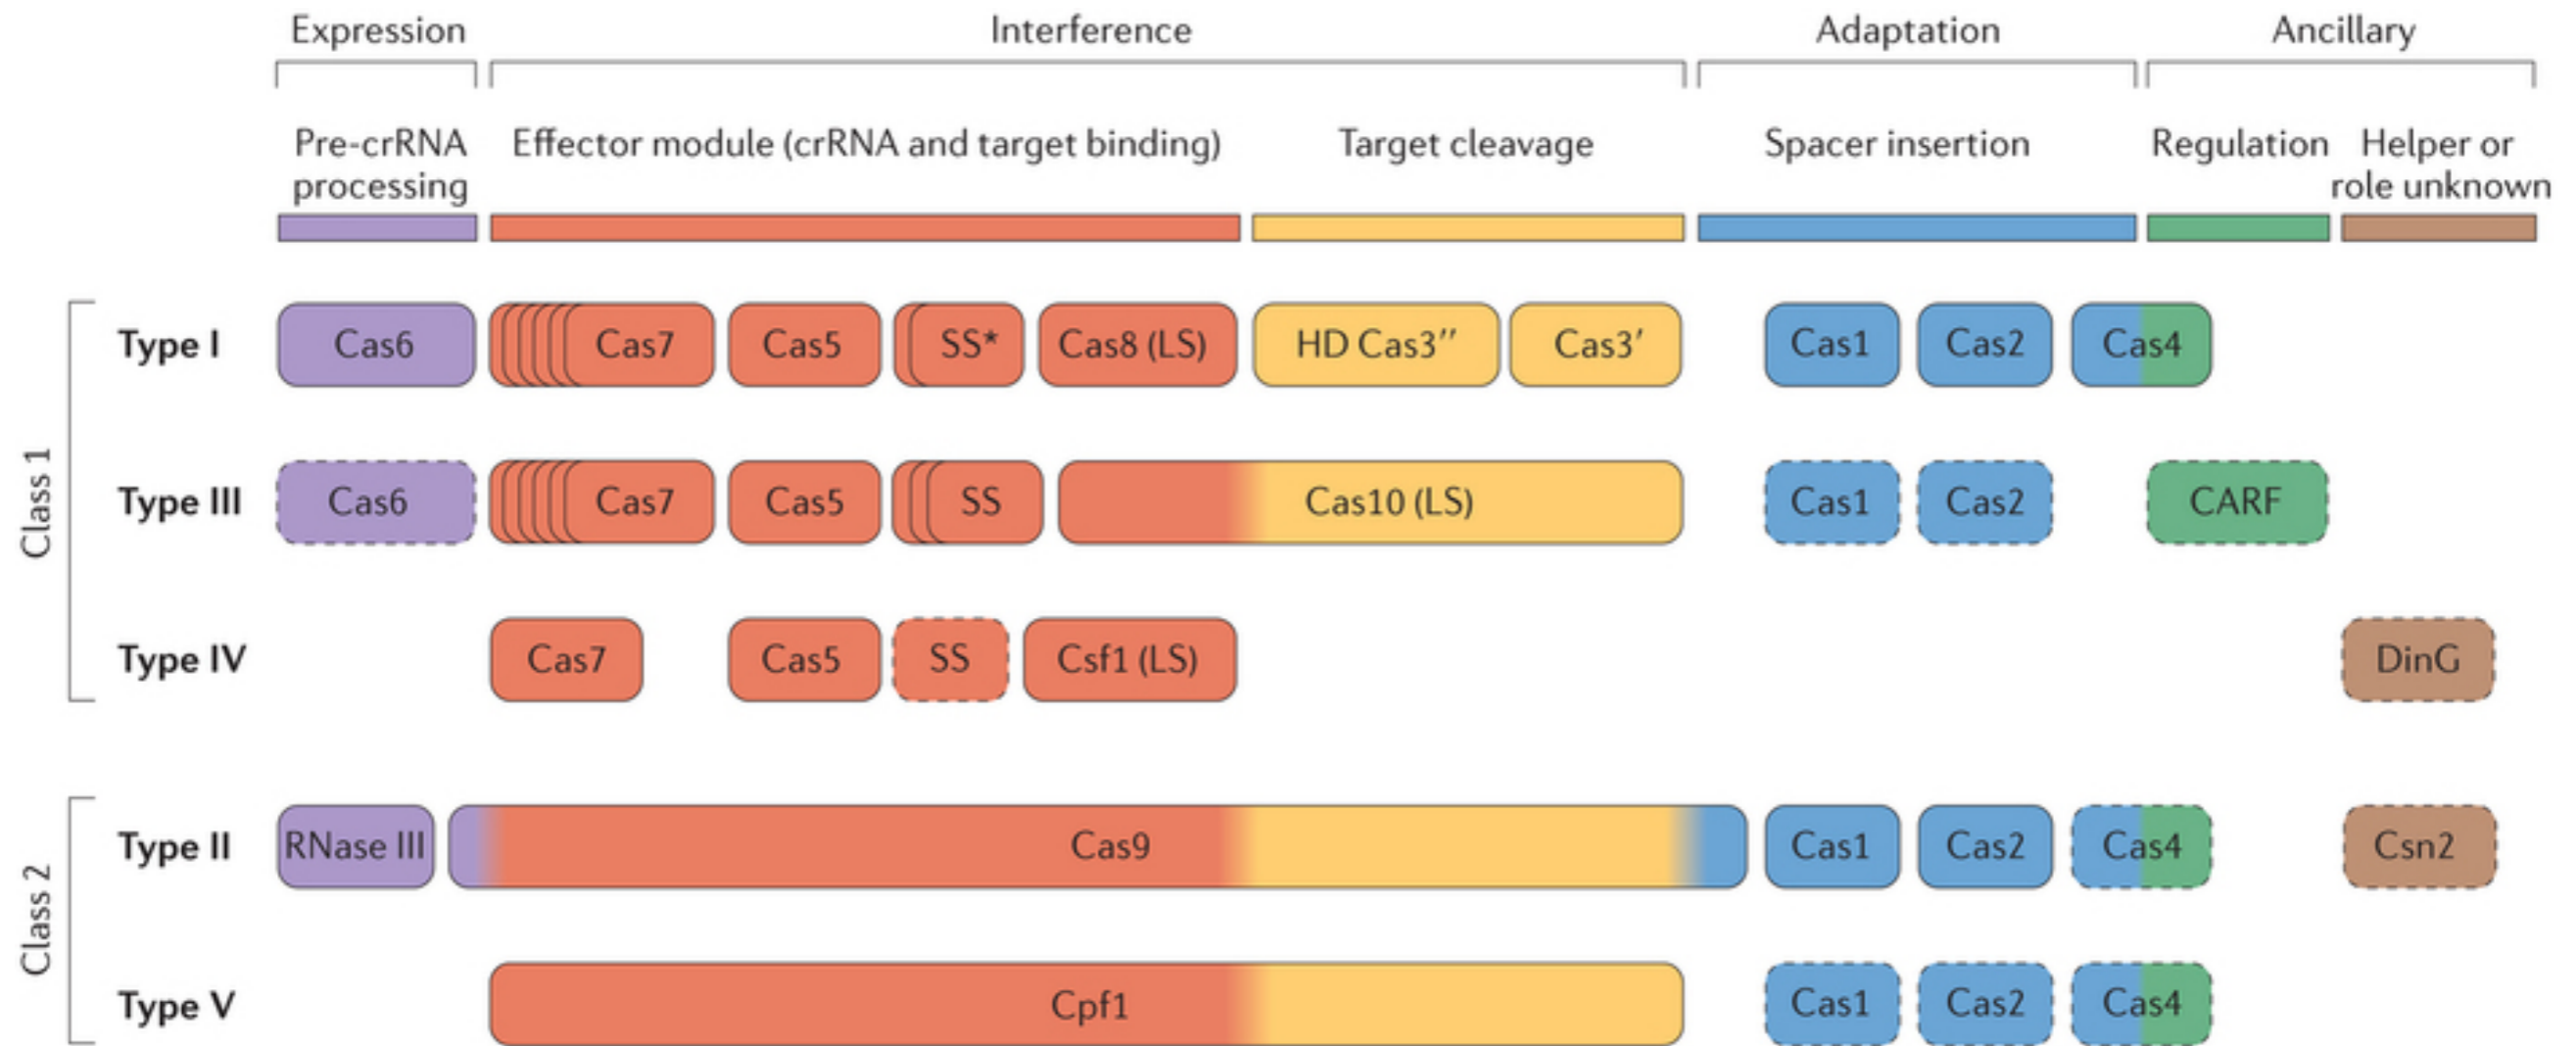 Expression
Interference
Adaptation
Ancillary
Pre-crRNA
processing
Effector module (crRNA and target binding)
Target cleavage
Spacer insertion
Regulation
Helper or
role unknown
Class 1
Type I
Cas6
Cas7
Cas5
SS*
Cas8 (LS)
HD Cas3′′
Cas3′
Cas1
Cas2
Cas4
Type III
Cas6
Cas7
Cas5
SS
Cas10 (LS)
Cas1
Cas2
CARF
Type IV
Cas7
Cas5
SS
Csf1 (LS)
DinG
Class 2
Type II
RNase III
Cas9
Cas1
Cas2
Cas4
Csn2
Type V
Cpf1
Cas1
Cas2
Cas4